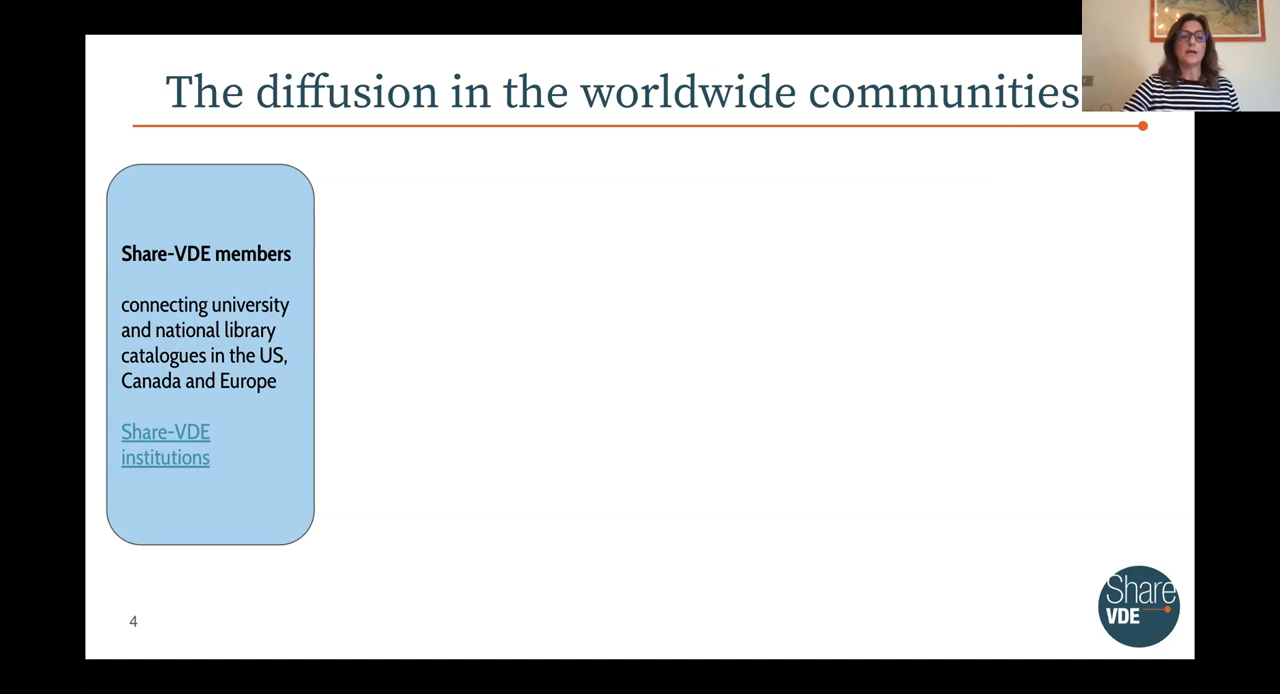 The diffusion in the worldwide communities
Share-VDE members
connecting university
and national library
catalogues in the US,
Canada and Europe
Share-VDE
institutions
4
Share
VDE